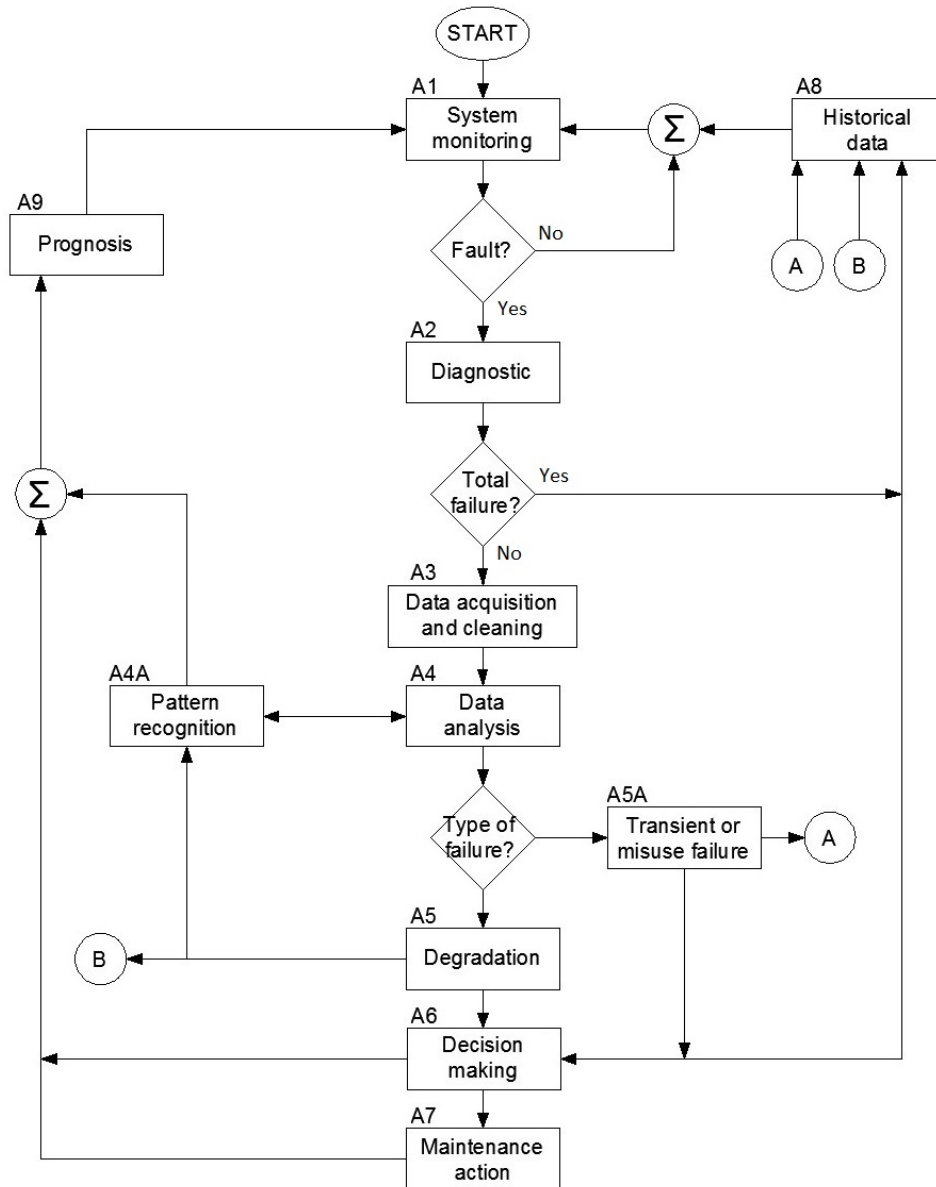 START
A1
System
monitoring
Σ
A8
Historical
data
A9
Prognosis
Fault?
No
Yes
A
B
A2
Diagnostic
Total
failure?
Yes
No
Σ
A3
Data acquisition
and cleaning
A4A
Pattern
recognition
A4
Data
analysis
Type of
failure?
A5A
Transient or
misuse failure
A
A5
Degradation
B
A6
Decision
making
A7
Maintenance
action